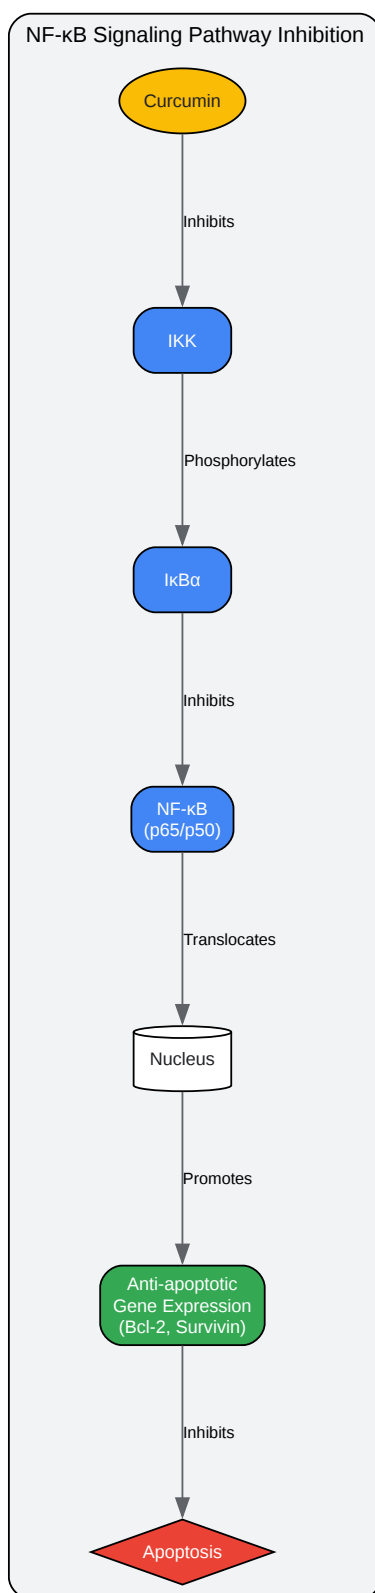 NF-κB Signaling Pathway Inhibition
Curcumin
Inhibits
IKK
Phosphorylates
IκBα
Inhibits
NF-κB
(p65/p50)
Translocates
Nucleus
Promotes
Anti-apoptotic
Gene Expression
(Bcl-2, Survivin)
Inhibits
Apoptosis